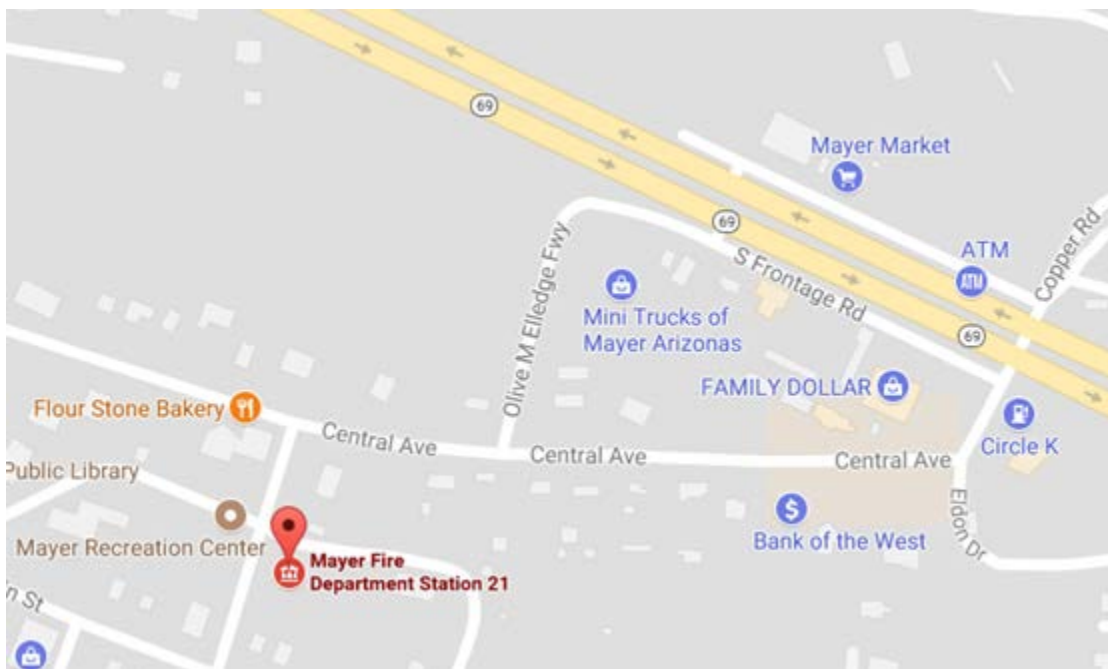 69
Mayer Market
Copper Rd
69
ATM
ATM
Olive M Elledge Fwy
S Frontage Rd
Mini Trucks of
Mayer Arizonas
69
FAMILY DOLLAR
Flour Stone Bakery
Central Ave
Central Ave
Central Ave
Circle K
Public Library
Eldon Dr
$
Bank of the West
Mayer Recreation Center
Mayer Fire
Department Station 21
n St